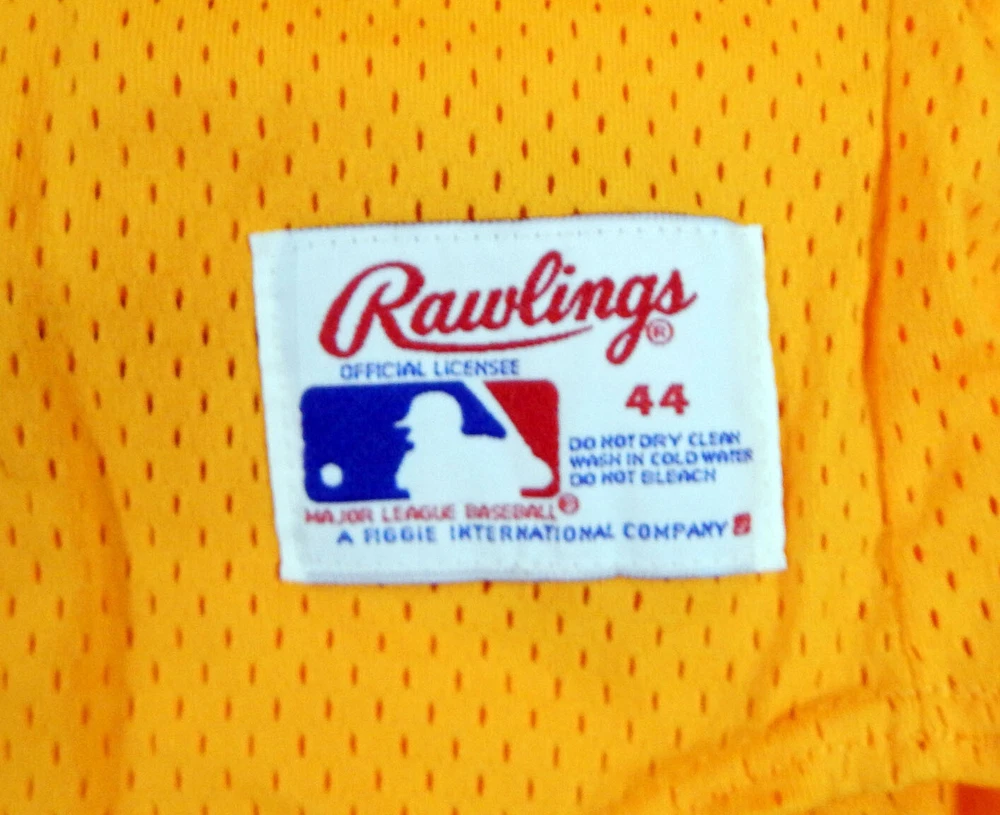 Rawlings®
OFFICIAL LICENSEE
44
DO NOT DRY CLEAN
WASH IN COLD WATER
DO NOT BLEACH
MAJOR LEAGUE BASEBALL®
A FIGGIE INTERNATIONAL COMPANY